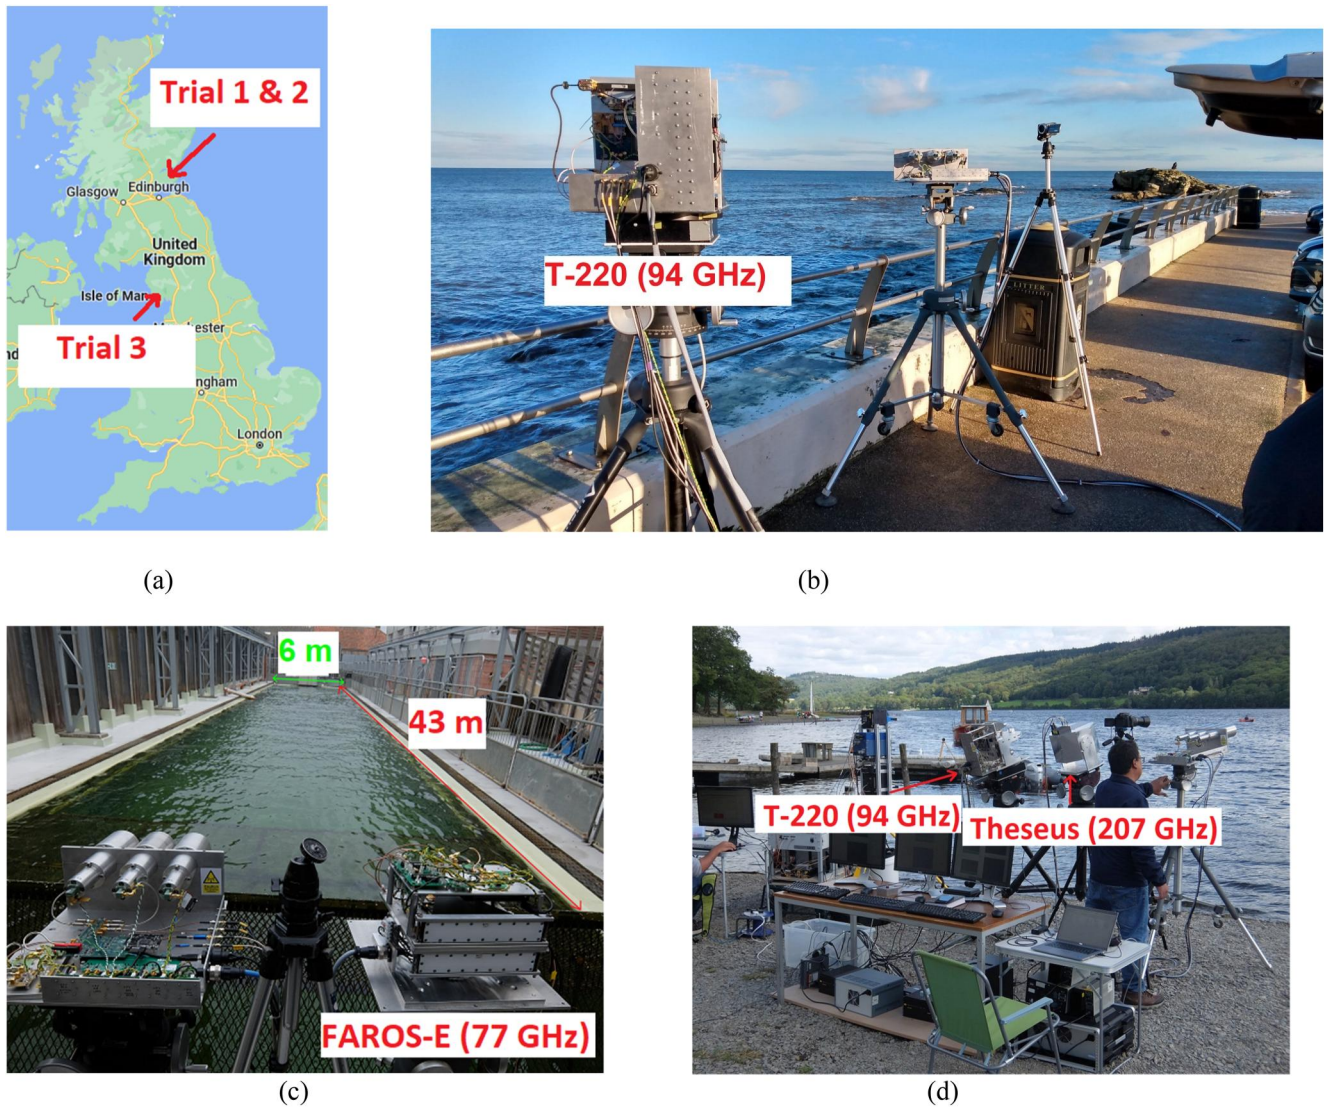 Trial 1 & 2
Glasgow
Edinburgh
United
Kingdom
Isle of Man
Trial 3
London
T-220 (94 GHz)
LITTER
(a)
(b)
6 m
43 m
FAROS-E (77 GHz)
T-220 (94 GHz)
Theseus (207 GHz)
(c)
(d)